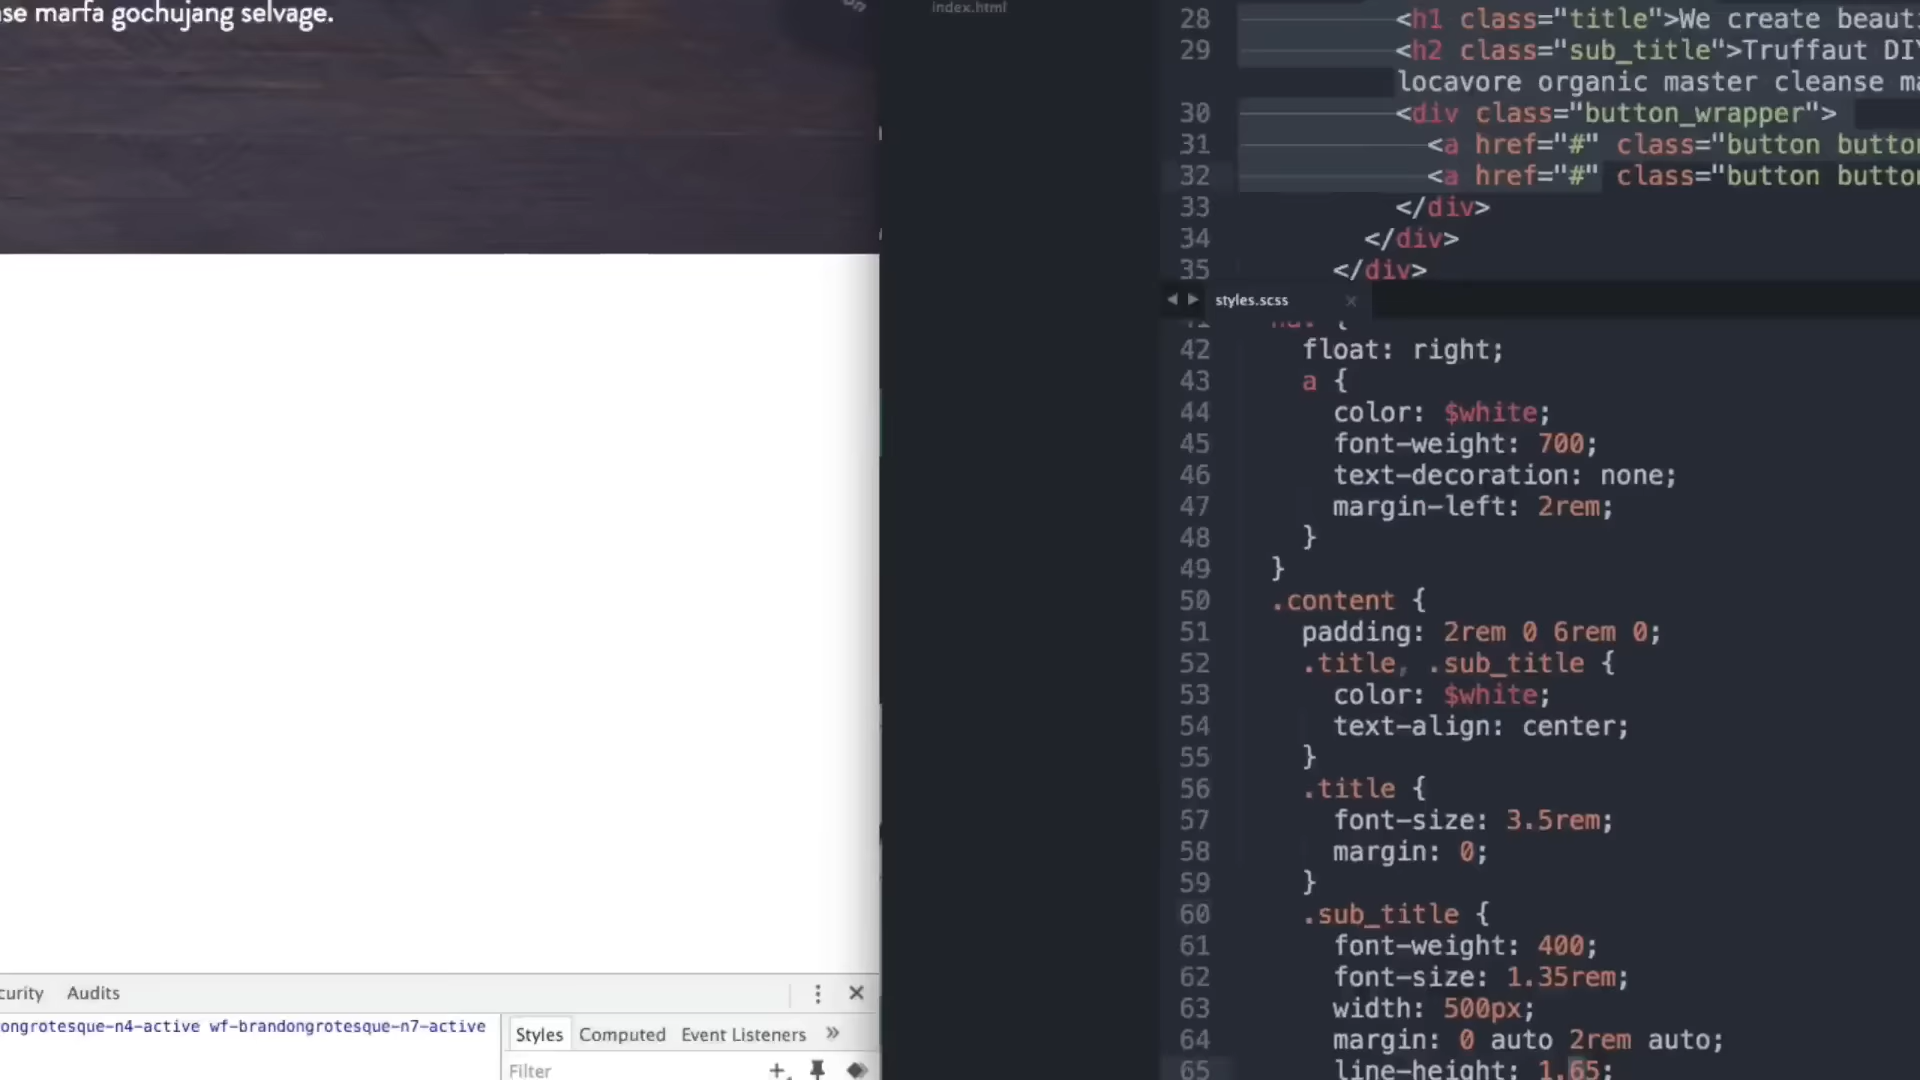 se marfa gochujang selvage.
curity Audits
ongrotesque-n4-active wf-brandongrotesque-n7-active
Styles Computed Event Listeners »
Filter
index.html
28 <h1 class="title">We create beaut
29 <h2 class="sub_title">Truffaut DIY
locavore organic master cleanse ma
30 <div class="button_wrapper">
31 <a href="#" class="button button
32 <a href="#" class="button button
33 </div>
34 </div>
35 </div>
styles.scss
42 float: right;
43 a {
44 color: $white;
45 font-weight: 700;
46 text-decoration: none;
47 margin-left: 2rem;
48 }
49 }
50 .content {
51 padding: 2rem 0 6rem 0;
52 .title, .sub_title {
53 color: $white;
54 text-align: center;
55 }
56 .title {
57 font-size: 3.5rem;
58 margin: 0;
59 }
60 .sub_title {
61 font-weight: 400;
62 font-size: 1.35rem;
63 width: 500px;
64 margin: 0 auto 2rem auto;
65 line-height: 1.65;